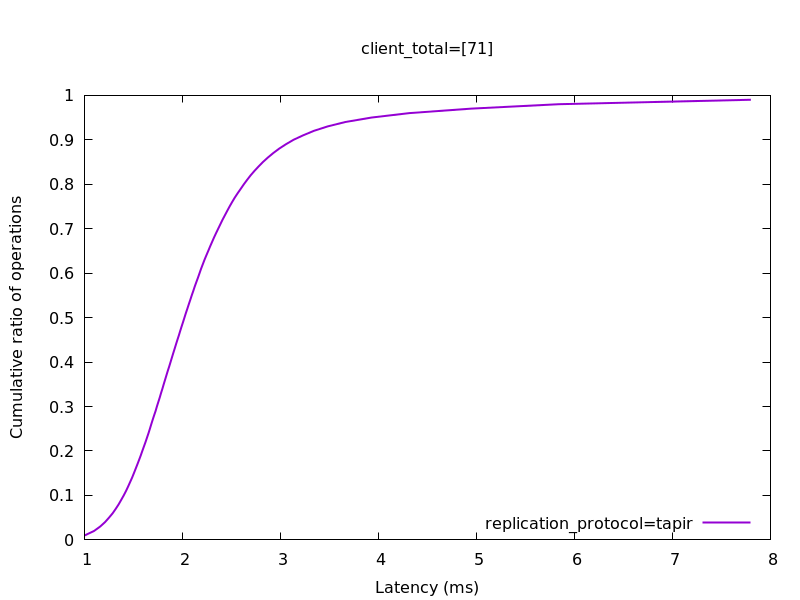 client_total=[71]
1
0.9
0.8
0.7
0.6
0.5
0.4
0.3
0.2
0.1
0
Cumulative ratio of operations
replication_protocol=tapir
1 2 3 4 5 6 7 8
Latency (ms)